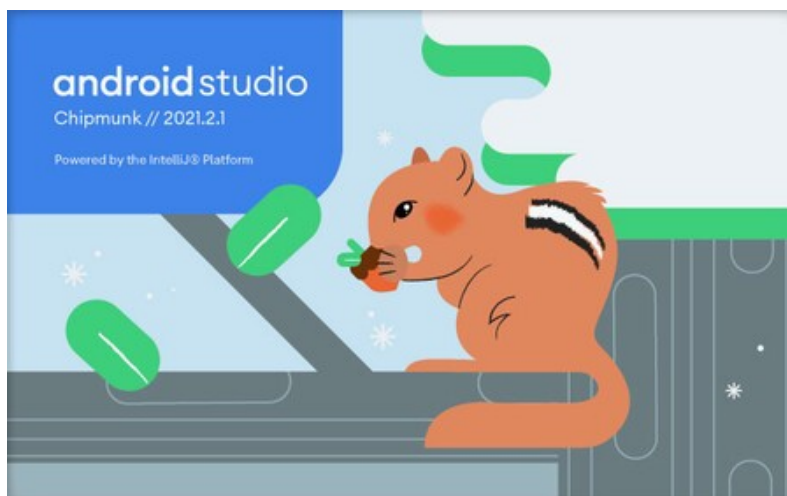 android studio
Chipmunk // 2021.2.1
Powered by the IntelliJ® Platform